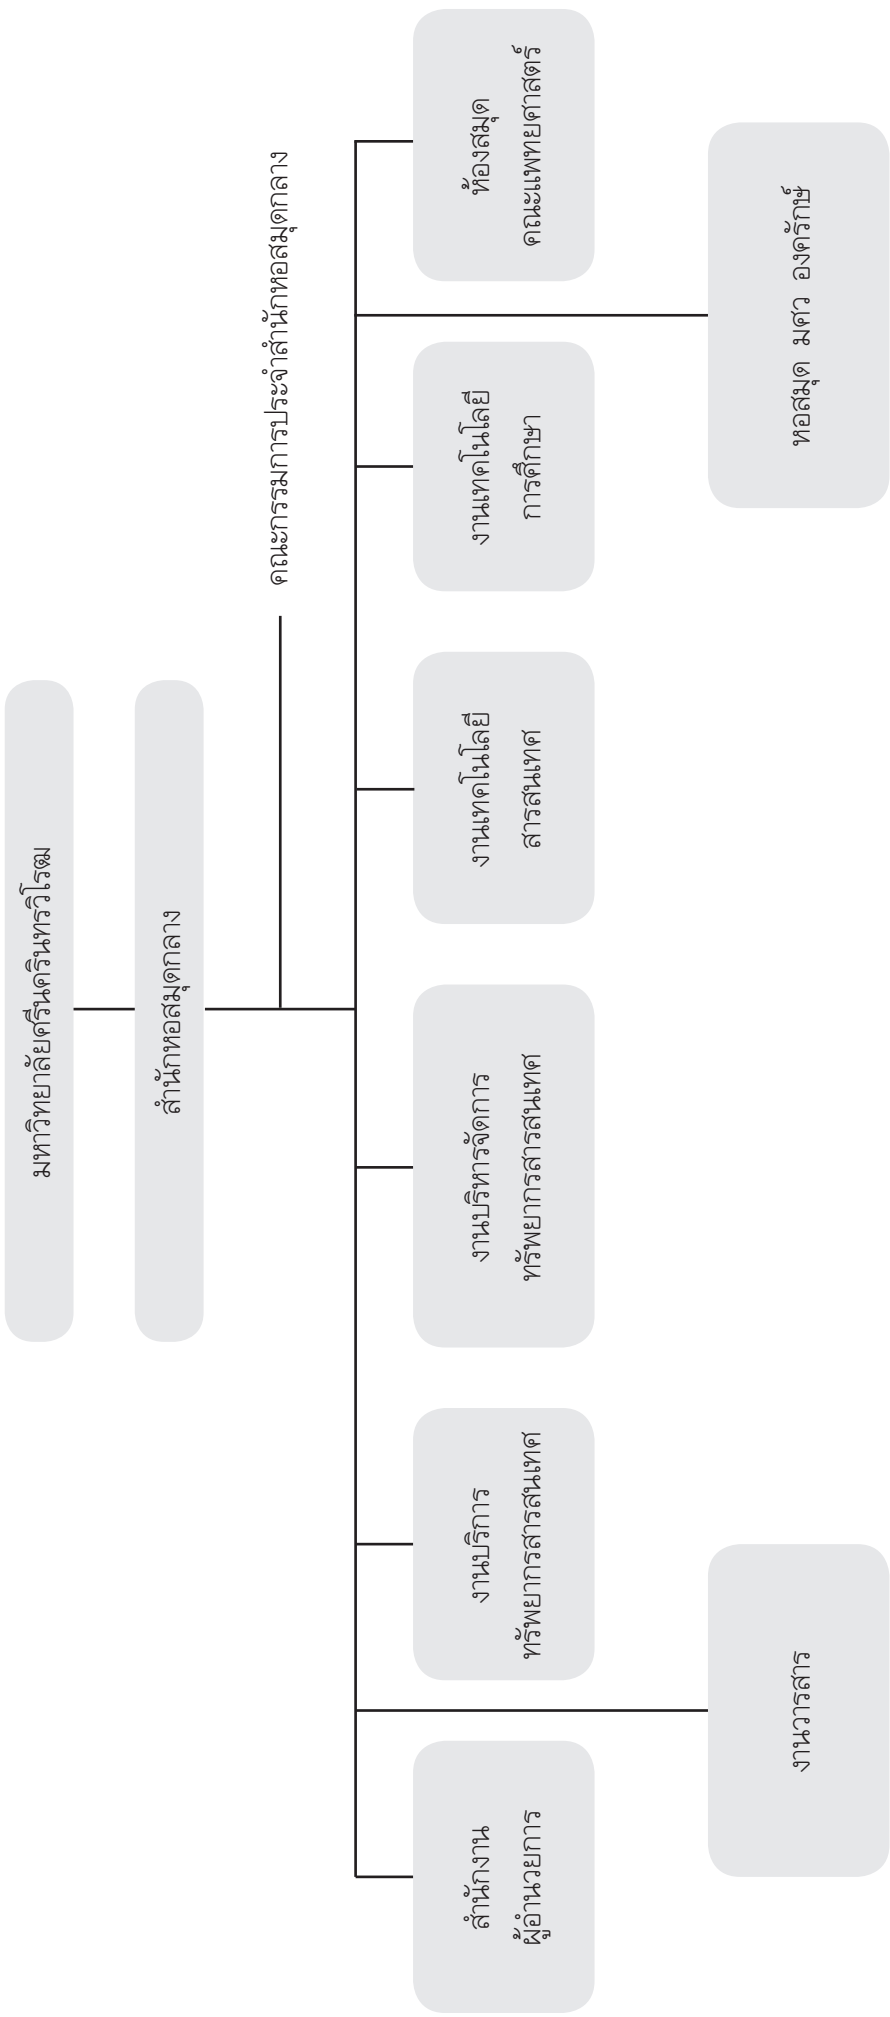 มหาวิทยาลัยศรีนครินทรวิโรฒ
สำนักหอสมุดกลาง
คณะกรรมการประจำสำนักหอสมุดกลาง
สำนักงาน
ผู้อำนวยการ
งานบริการ
ทรัพยากรสารสนเทศ
งานบริหารจัดการ
ทรัพยากรสารสนเทศ
งานเทคโนโลยี
สารสนเทศ
งานเทคโนโลยี
การศึกษา
ห้องสมุด
คณะแพทยศาสตร์
งานวารสาร
หอสมุด มศว องครักษ์